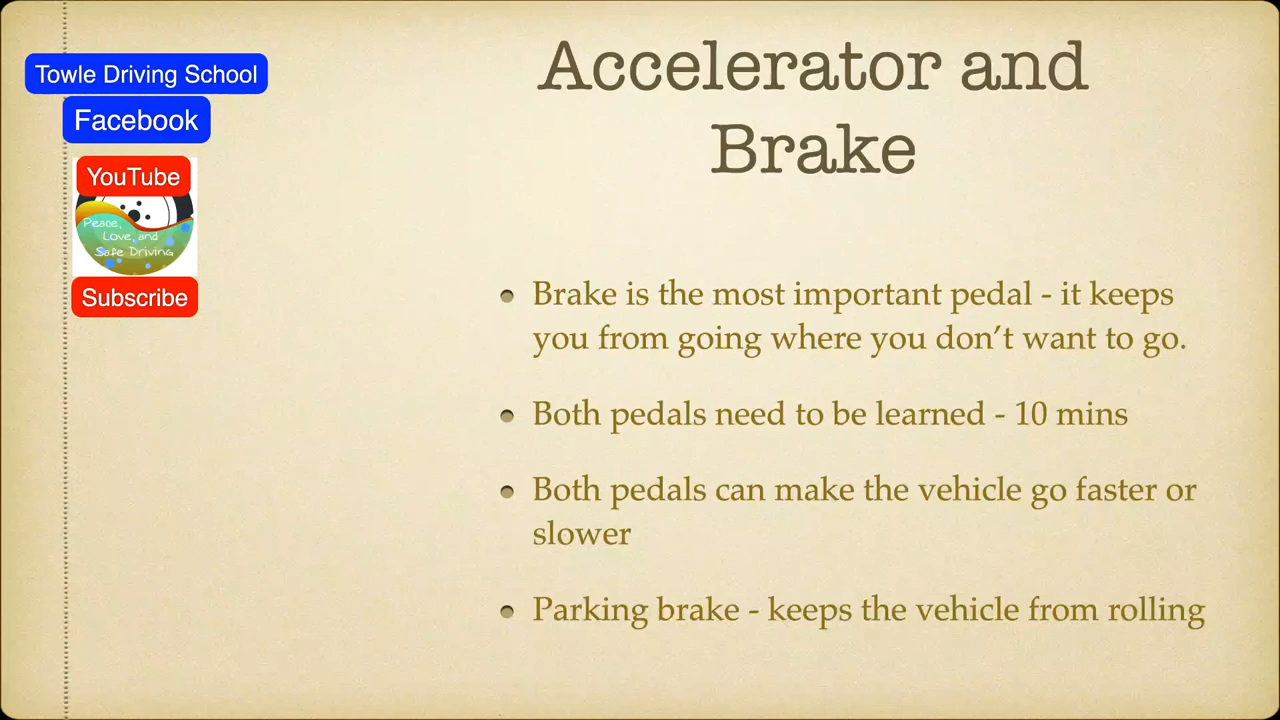 Towle Driving School
Facebook
YouTube
Peace,
Love, and
Safe Driving
Subscribe
Accelerator and
Brake
• Brake is the most important pedal - it keeps
you from going where you don’t want to go.
• Both pedals need to be learned - 10 mins
• Both pedals can make the vehicle go faster or
slower
• Parking brake - keeps the vehicle from rolling